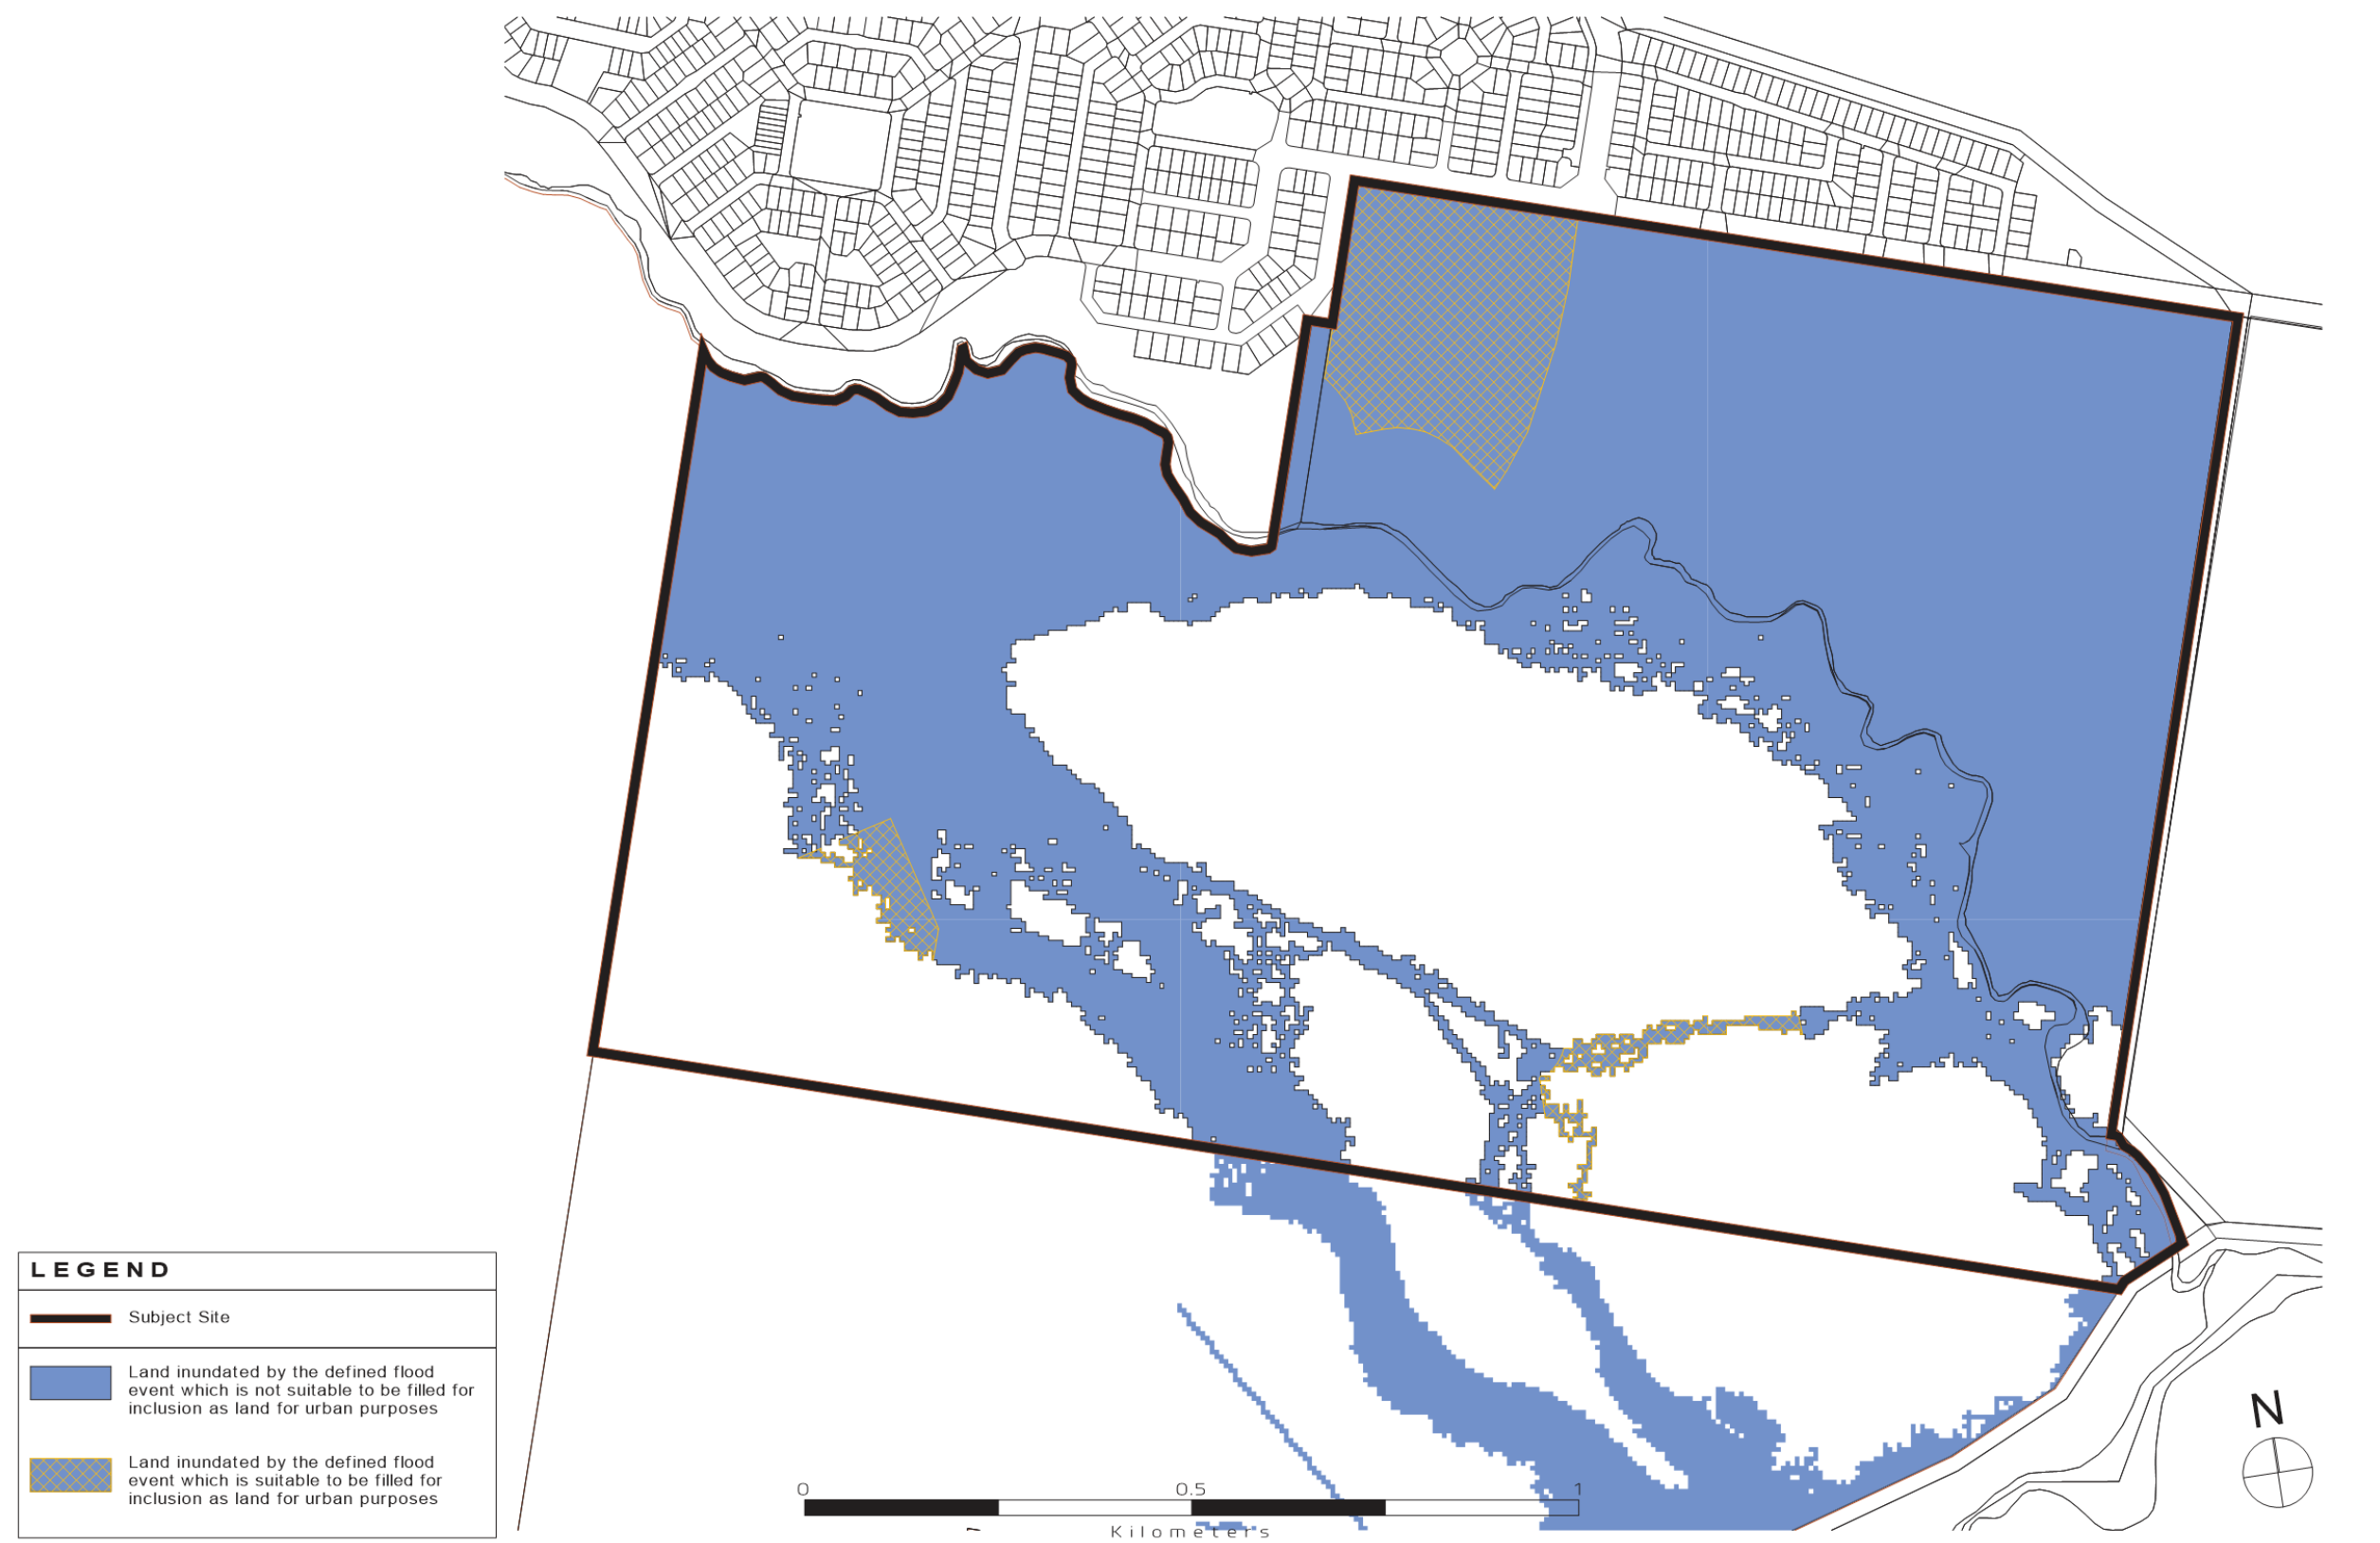 LEGEND
Subject Site
Land inundated by the defined flood
event which is not suitable to be filled for
inclusion as land for urban purposes
Land inundated by the defined flood
event which is suitable to be filled for
inclusion as land for urban purposes
0 0.5 1
Kilometers
N